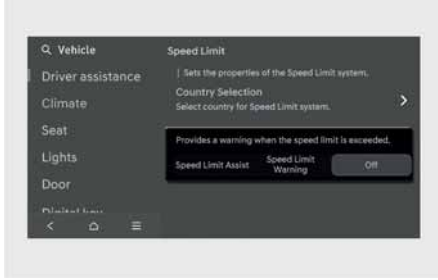 Vehicle
Driver assistance
Climate
Seat
Lights
Door
Digital key
Speed Limit
Sets the properties of the Speed Limit system.
Country Selection
Select country for Speed Limit system.
Provides a warning when the speed limit is exceeded.
Speed Limit Assist
Speed Limit
Warning
Off